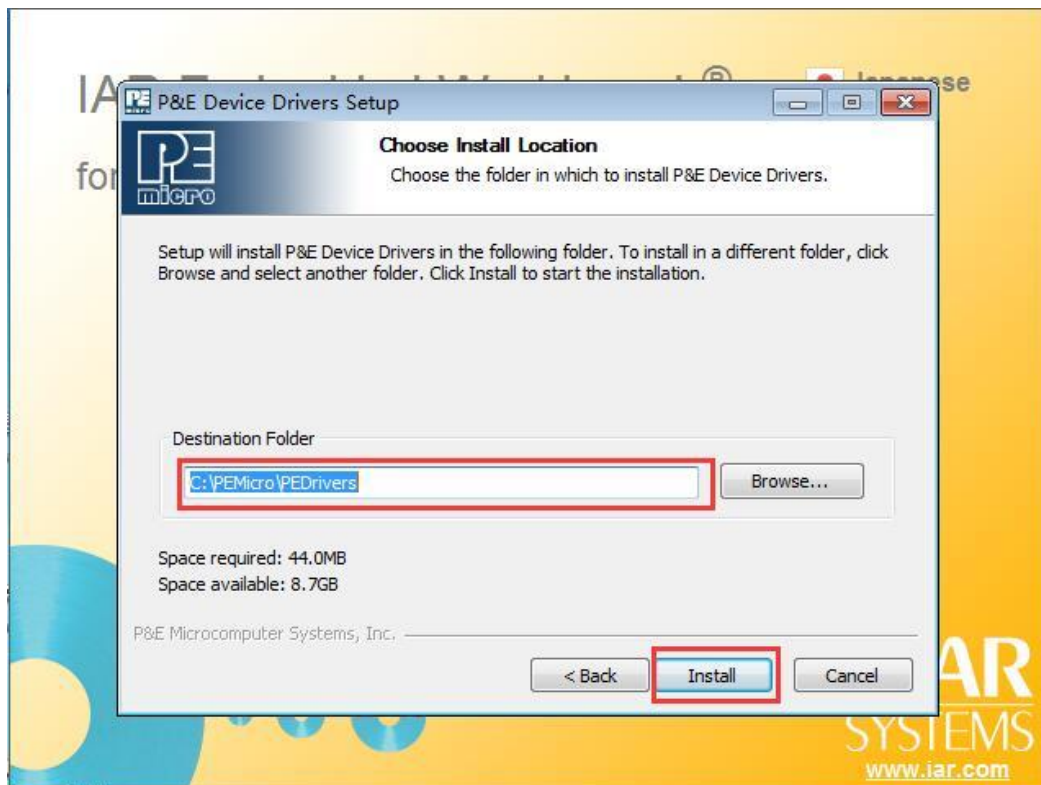 P&E Device Drivers Setup
PE
micro
Choose Install Location
Choose the folder in which to install P&E Device Drivers.
for
Setup will install P&E Device Drivers in the following folder. To install in a different folder, click
Browse and select another folder. Click Install to start the installation.
Destination Folder
C:\PEMicro\PEDrivers
Browse...
Space required: 44.0MB
Space available: 8.7GB
P&E Microcomputer Systems, Inc.
< Back
Install
Cancel
AR
SYSTEMS
www.iar.com